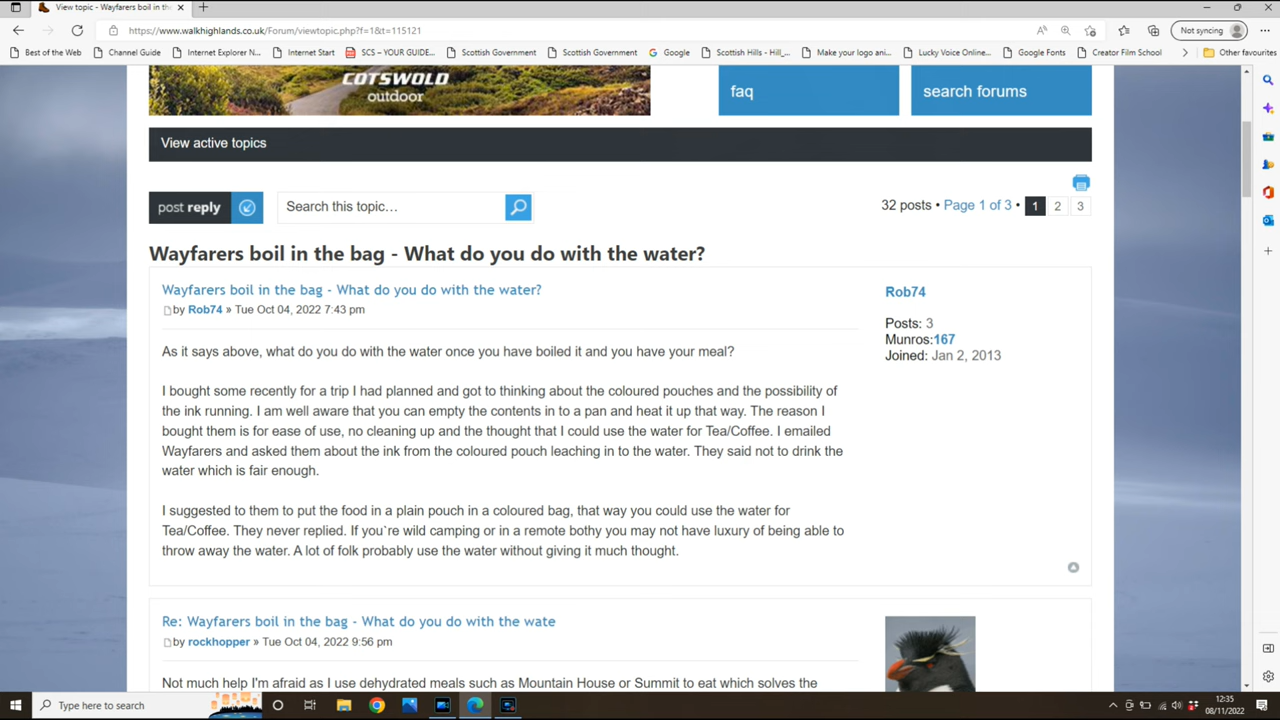 View topic - Wayfarers boil in th
https://www.walkhighlands.co.uk/Forum/viewtopic.php?f=1&t=115121
Not syncing
Best of the Web
Channel Guide
Internet Explorer N...
Internet Start
SCS – YOUR GUIDE...
Scottish Government
Scottish Government
Google
Scottish Hills - Hill_...
Make your logo ani...
Lucky Voice Online...
Google Fonts
Creator Film School
Other favourites
COTSWOLD
outdoor
faq
search forums
View active topics
post reply
Search this topic…
32 posts • Page 1 of 3 • 1 2 3
Wayfarers boil in the bag - What do you do with the water?
Wayfarers boil in the bag - What do you do with the water?
by Rob74 » Tue Oct 04, 2022 7:43 pm
As it says above, what do you do with the water once you have boiled it and you have your meal?
I bought some recently for a trip I had planned and got to thinking about the coloured pouches and the possibility of
the ink running. I am well aware that you can empty the contents in to a pan and heat it up that way. The reason I
bought them is for ease of use, no cleaning up and the thought that I could use the water for Tea/Coffee. I emailed
Wayfarers and asked them about the ink from the coloured pouch leaching in to the water. They said not to drink the
water which is fair enough.
I suggested to them to put the food in a plain pouch in a coloured bag, that way you could use the water for
Tea/Coffee. They never replied. If you`re wild camping or in a remote bothy you may not have luxury of being able to
throw away the water. A lot of folk probably use the water without giving it much thought.
Rob74
Posts: 3
Munros:167
Joined: Jan 2, 2013
Re: Wayfarers boil in the bag - What do you do with the wate
by rockhopper » Tue Oct 04, 2022 9:56 pm
Not much help I'm afraid as I use dehydrated meals such as Mountain House or Summit to eat which solves the
Type here to search
12:35
08/11/2022